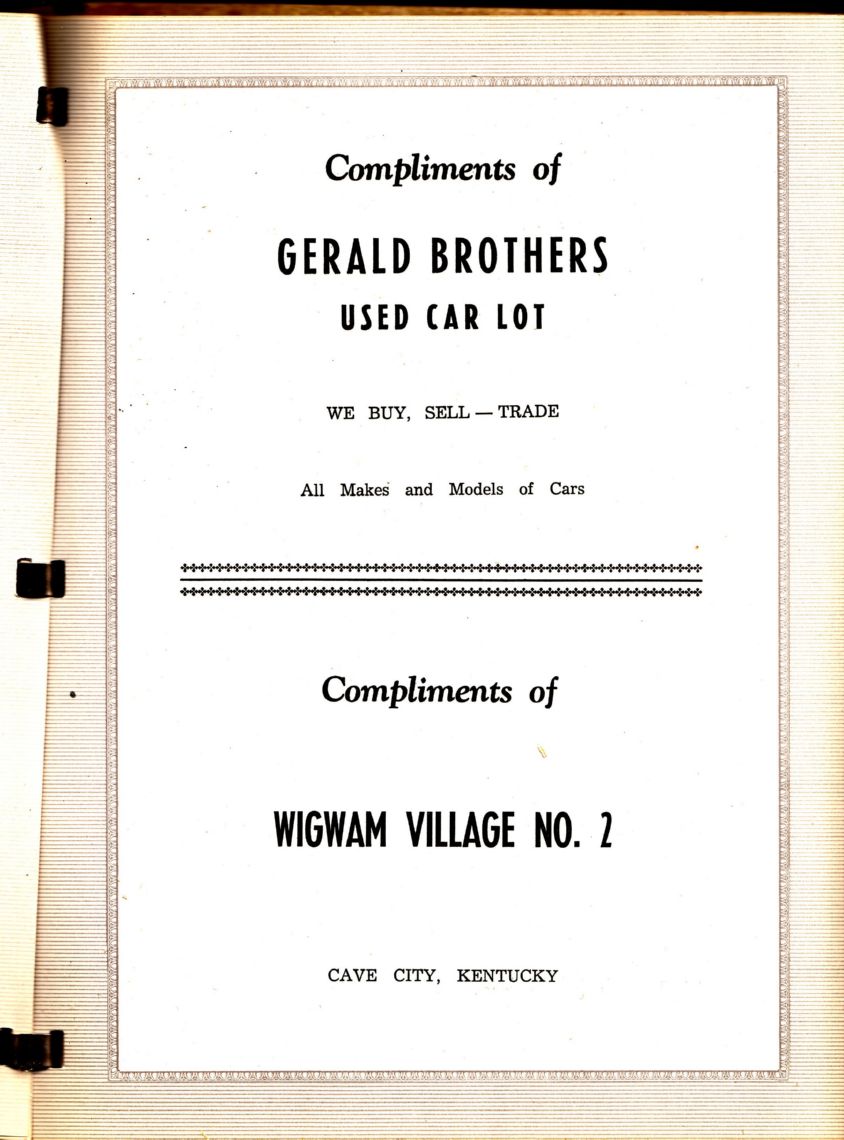 Compliments of
GERALD BROTHERS
USED CAR LOT
WE BUY, SELL — TRADE
All Makes and Models of Cars
Compliments of
WIGWAM VILLAGE NO. 2
CAVE CITY, KENTUCKY